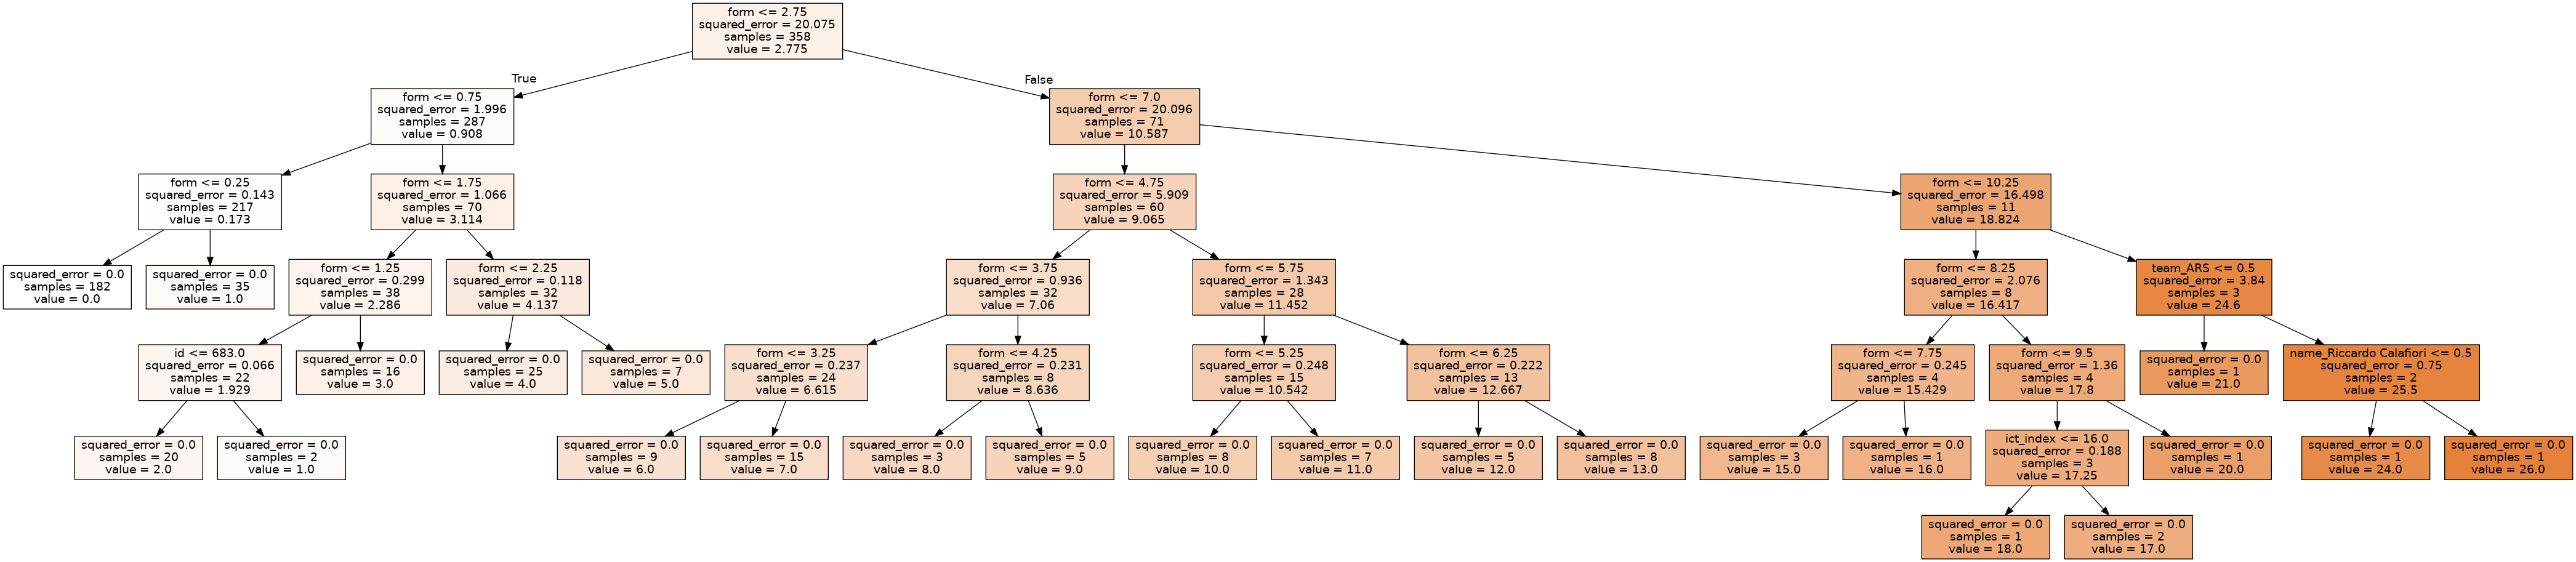 form <= 2.75
squared_error = 20.075
samples = 358
value = 2.775
True
False
form <= 0.75
squared_error = 1.996
samples = 287
value = 0.908
form <= 7.0
squared_error = 20.096
samples = 71
value = 10.587
form <= 0.25
squared_error = 0.143
samples = 217
value = 0.173
form <= 1.75
squared_error = 1.066
samples = 70
value = 3.114
form <= 4.75
squared_error = 5.909
samples = 60
value = 9.065
form <= 10.25
squared_error = 16.498
samples = 11
value = 18.824
squared_error = 0.0
samples = 182
value = 0.0
squared_error = 0.0
samples = 35
value = 1.0
form <= 1.25
squared_error = 0.299
samples = 38
value = 2.286
form <= 2.25
squared_error = 0.118
samples = 32
value = 4.137
form <= 3.75
squared_error = 0.936
samples = 32
value = 7.06
form <= 5.75
squared_error = 1.343
samples = 28
value = 11.452
form <= 8.25
squared_error = 2.076
samples = 8
value = 16.417
team_ARS <= 0.5
squared_error = 3.84
samples = 3
value = 24.6
id <= 683.0
squared_error = 0.066
samples = 22
value = 1.929
squared_error = 0.0
samples = 16
value = 3.0
squared_error = 0.0
samples = 25
value = 4.0
squared_error = 0.0
samples = 7
value = 5.0
form <= 3.25
squared_error = 0.237
samples = 24
value = 6.615
form <= 4.25
squared_error = 0.231
samples = 8
value = 8.636
form <= 5.25
squared_error = 0.248
samples = 15
value = 10.542
form <= 6.25
squared_error = 0.222
samples = 13
value = 12.667
form <= 7.75
squared_error = 0.245
samples = 4
value = 15.429
form <= 9.5
squared_error = 1.36
samples = 4
value = 17.8
squared_error = 0.0
samples = 1
value = 21.0
name_Riccardo Calafiori <= 0.5
squared_error = 0.75
samples = 2
value = 25.5
squared_error = 0.0
samples = 20
value = 2.0
squared_error = 0.0
samples = 2
value = 1.0
squared_error = 0.0
samples = 9
value = 6.0
squared_error = 0.0
samples = 15
value = 7.0
squared_error = 0.0
samples = 3
value = 8.0
squared_error = 0.0
samples = 5
value = 9.0
squared_error = 0.0
samples = 8
value = 10.0
squared_error = 0.0
samples = 7
value = 11.0
squared_error = 0.0
samples = 5
value = 12.0
squared_error = 0.0
samples = 8
value = 13.0
squared_error = 0.0
samples = 3
value = 15.0
squared_error = 0.0
samples = 1
value = 16.0
ict_index <= 16.0
squared_error = 0.188
samples = 3
value = 17.25
squared_error = 0.0
samples = 1
value = 20.0
squared_error = 0.0
samples = 1
value = 24.0
squared_error = 0.0
samples = 1
value = 26.0
squared_error = 0.0
samples = 1
value = 18.0
squared_error = 0.0
samples = 2
value = 17.0